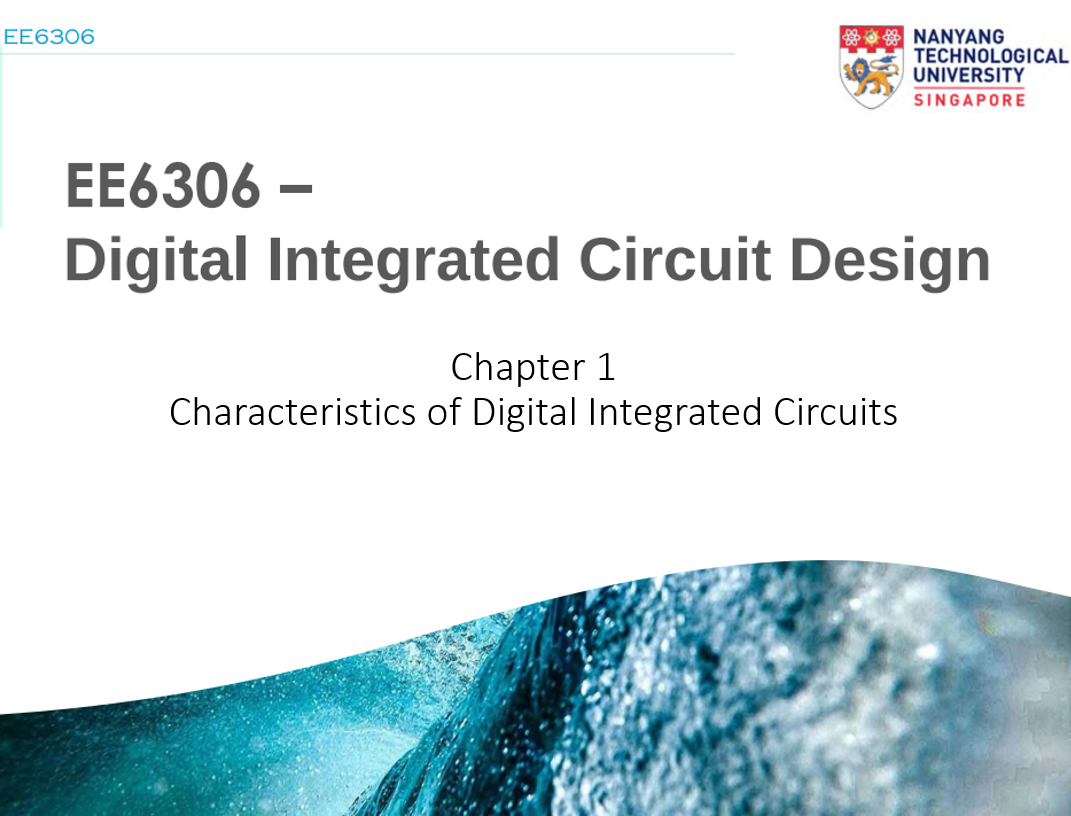 EE6306
NANYANG
TECHNOLOGICAL
UNIVERSITY
SINGAPORE
EE6306 –
Digital Integrated Circuit Design
Chapter 1
Characteristics of Digital Integrated Circuits